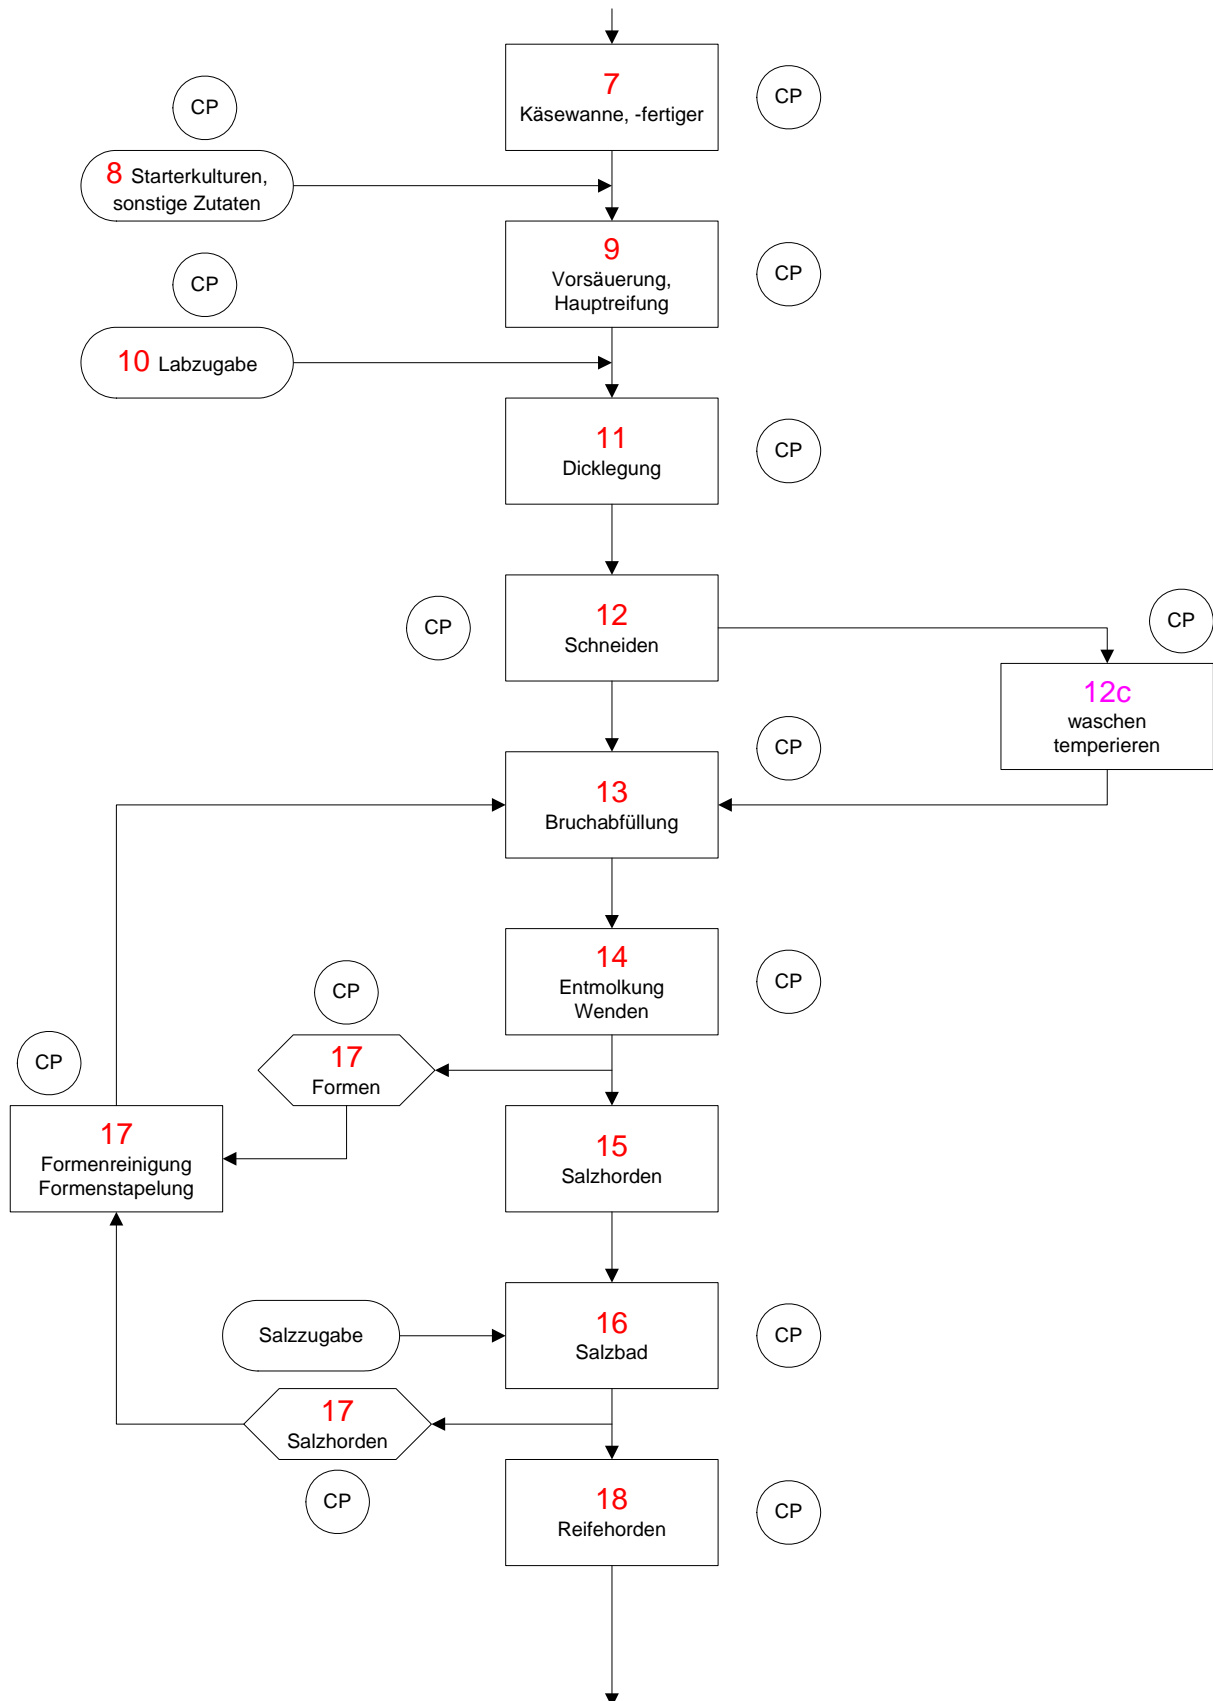 7
Käsewanne, -fertiger
CP
CP
8 Starterkulturen,
sonstige Zutaten
9
Vorsäuerung,
Hauptreifung
CP
CP
10 Labzugabe
11
Dicklegung
CP
12
Schneiden
CP
CP
12c
waschen
temperieren
CP
13
Bruchabfüllung
14
Entmolkung
Wenden
CP
CP
17
Formen
CP
17
Formenreinigung
Formenstapelung
15
Salzhorden
Salzzugabe
16
Salzbad
CP
17
Salzhorden
CP
18
Reifehorden
CP